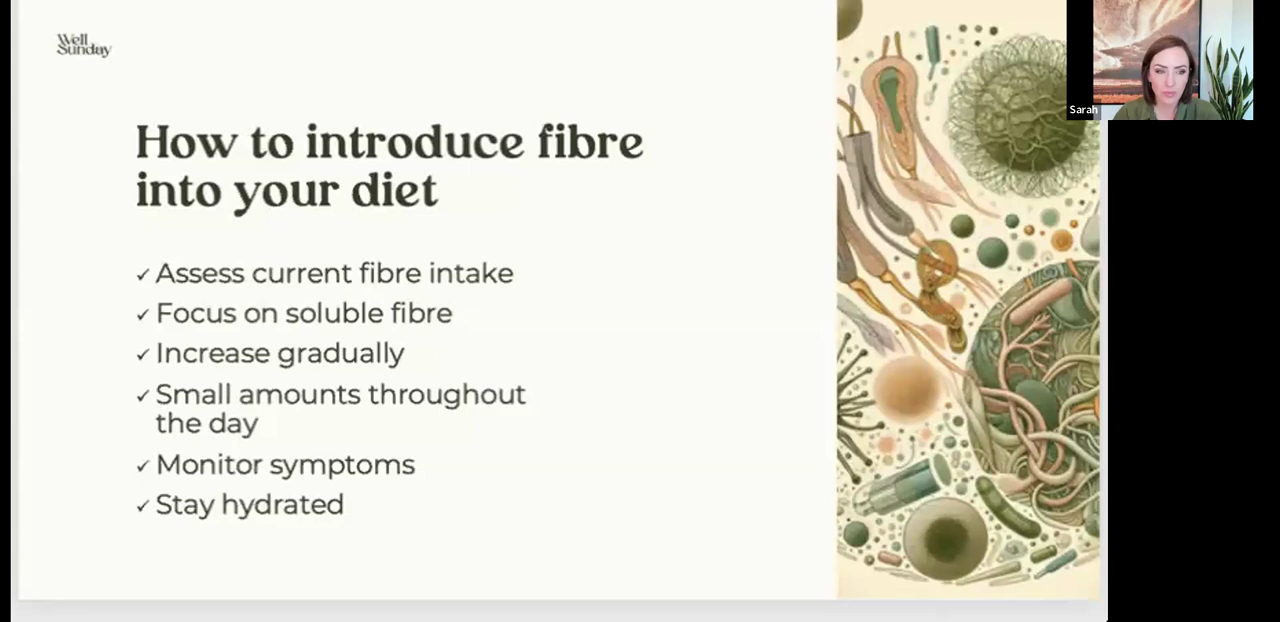 Well
Sunday
How to introduce fibre
into your diet
✓ Assess current fibre intake
✓ Focus on soluble fibre
✓ Increase gradually
✓ Small amounts throughout
the day
✓ Monitor symptoms
✓ Stay hydrated
Sarah